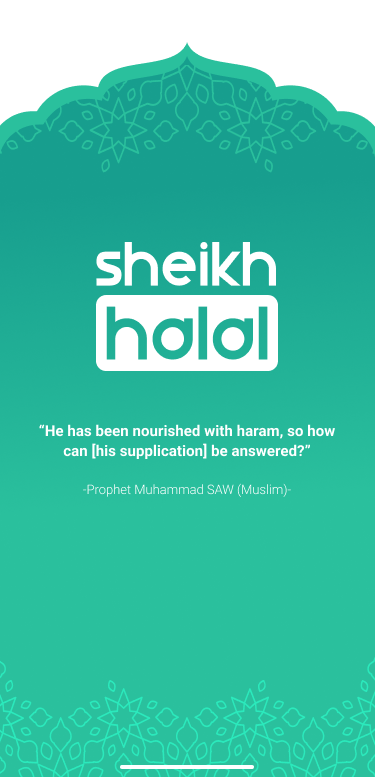 sheikh
halal
“He has been nourished with haram, so how
can [his supplication] be answered?”
-Prophet Muhammad SAW (Muslim)-